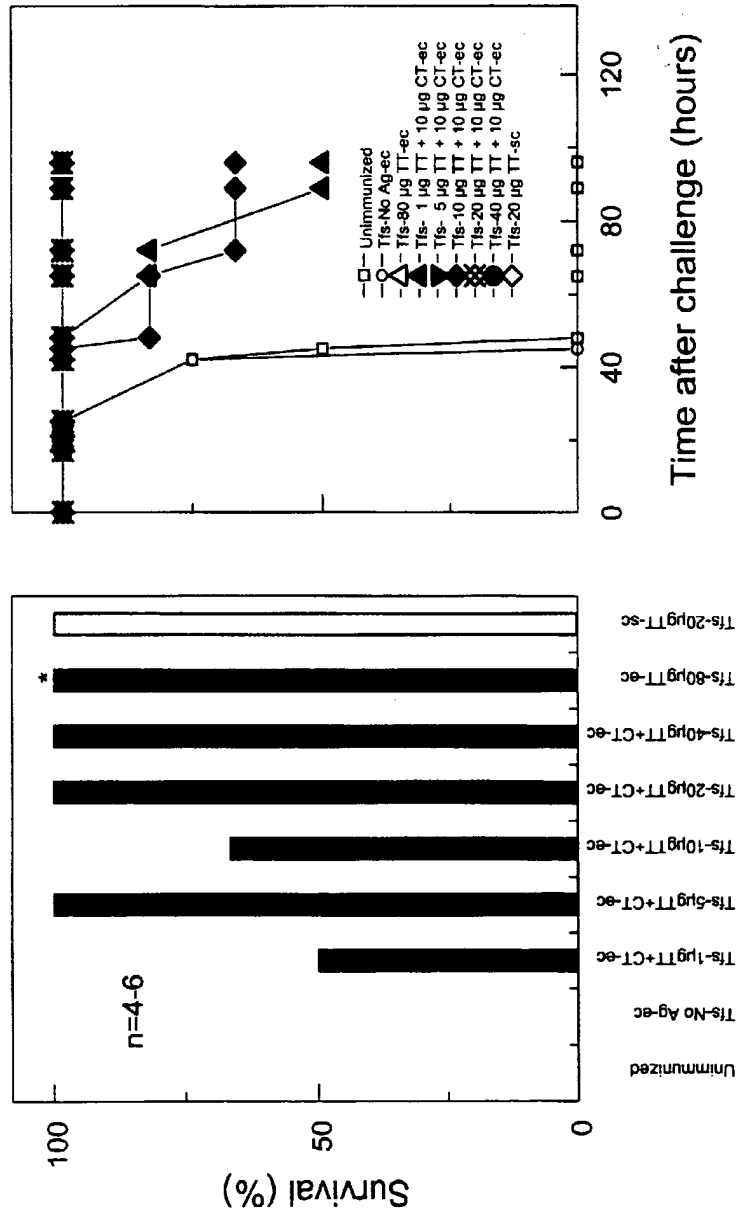 Survival (%)
100
50
0
n=4-6
*
Unimmunized
Tfs-No Ag-ec
Tfs-1µgTT+CT-ec
Tfs-5µgTT+CT-ec
Tfs-10µgTT+CT-ec
Tfs-20µgTT+CT-ec
Tfs-40µgTT+CT-ec
Tfs-80µgTT-ec
Tfs-20µgTT-sc
Unimmunized
Tfs-No Ag-ec
Tfs-80 µg TT-ec
Tfs- 1 µg TT + 10 µg CT-ec
Tfs- 5 µg TT + 10 µg CT-ec
Tfs-10 µg TT + 10 µg CT-ec
Tfs-20 µg TT + 10 µg CT-ec
Tfs-40 µg TT + 10 µg CT-ec
Tfs-20 µg TT-sc
0
40
80
120
Time after challenge (hours)